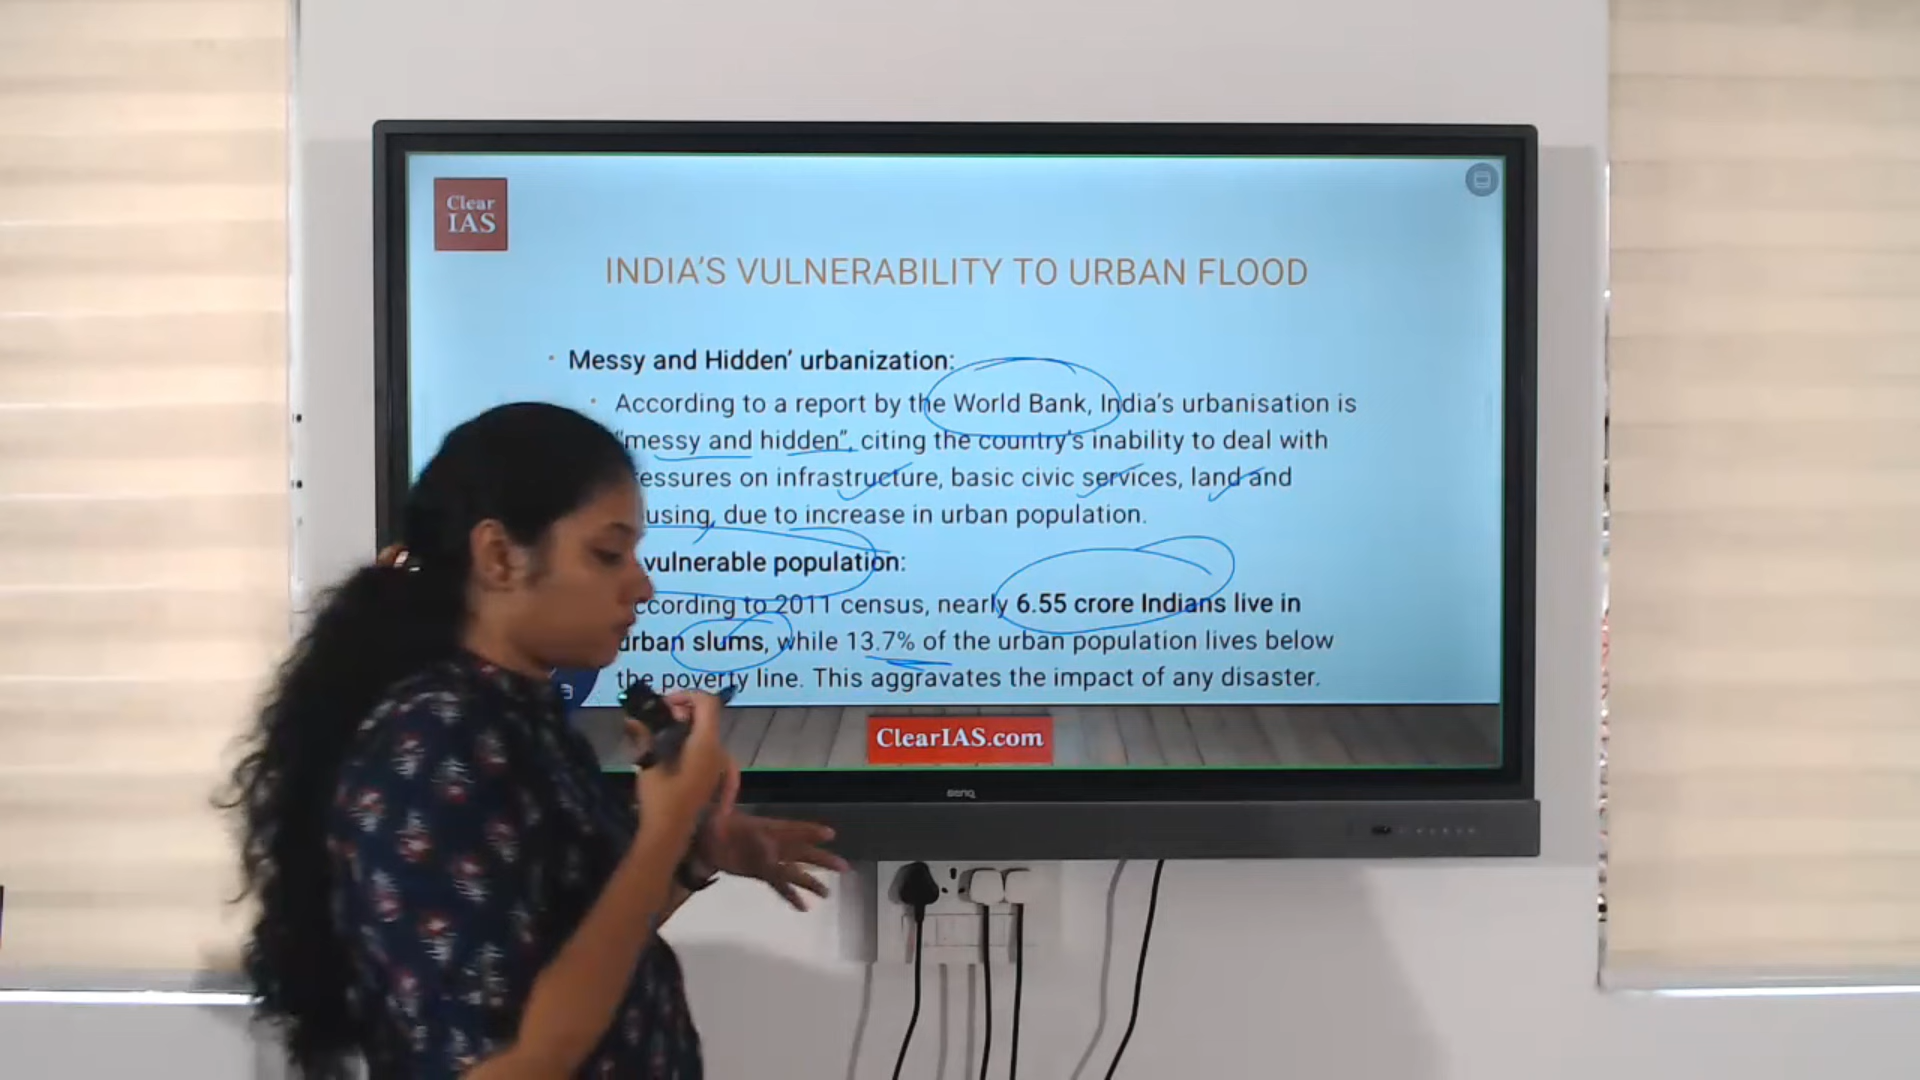 Clear
IAS
INDIA'S VULNERABILITY TO URBAN FLOOD
Messy and Hidden’ urbanization:
According to a report by the World Bank, India's urbanisation is
“messy and hidden”, citing the country's inability to deal with
essures on infrastructure, basic civic services, land and
using, due to increase in urban population.
vulnerable population:
ccording to 2011 census, nearly 6.55 crore Indians live in
urban slums, while 13.7% of the urban population lives below
the poverty line. This aggravates the impact of any disaster.
ClearIAS.com
BenQ